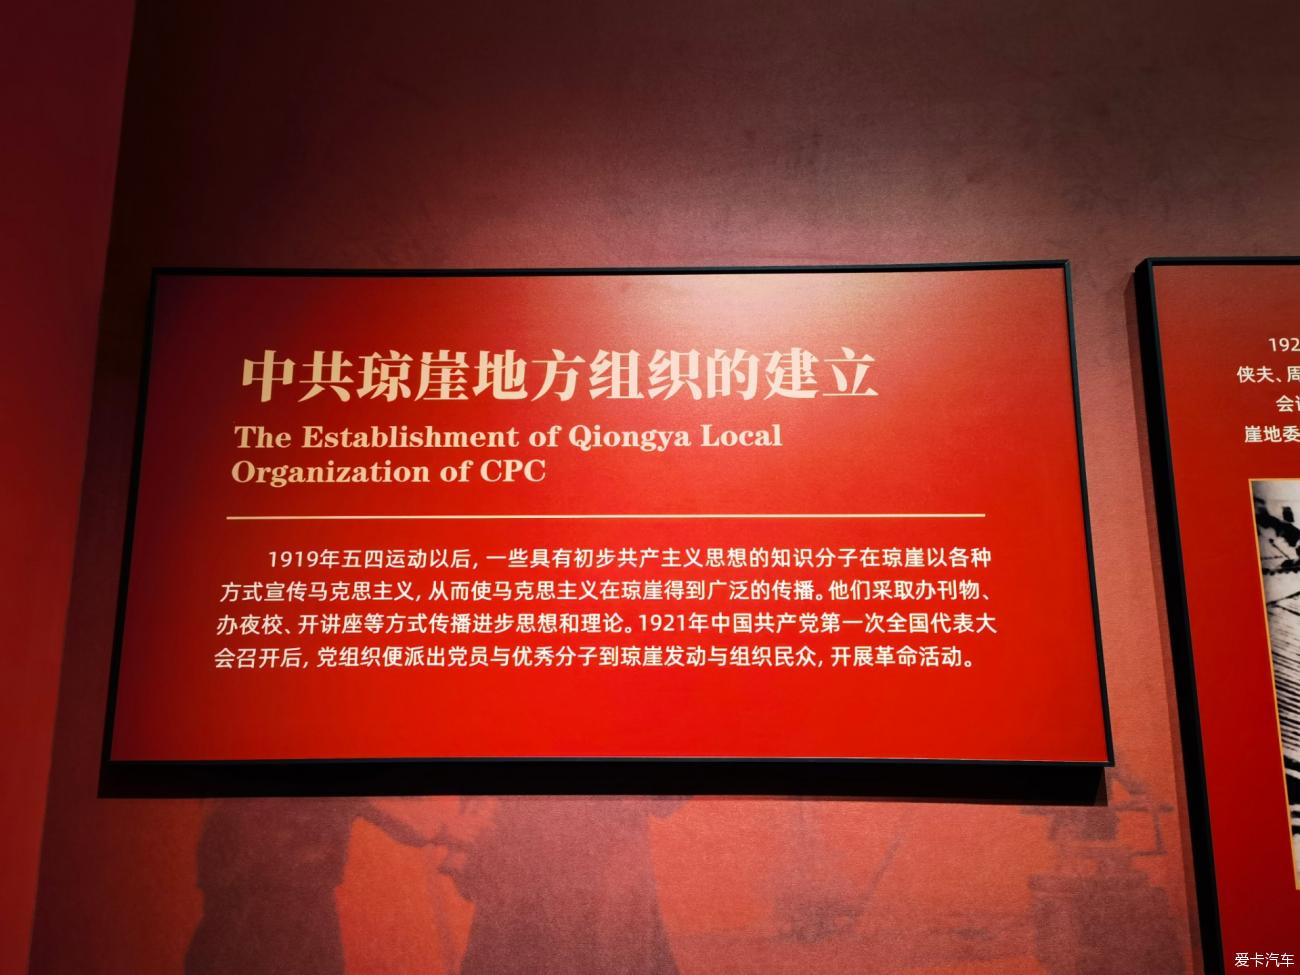 中共琼崖地方组织的建立
The Establishment of Qiongya Local
Organization of CPC
1919年五四运动以后，一些具有初步共产主义思想的知识分子在琼崖以各种
方式宣传马克思主义，从而使马克思主义在琼崖得到广泛的传播。他们采取办刊物、
办夜校、开讲座等方式传播进步思想和理论。1921年中国共产党第一次全国代表大
会召开后，党组织便派出党员与优秀分子到琼崖发动与组织民众，开展革命活动。
192
侠夫、周
会
崖地委
爱卡汽车